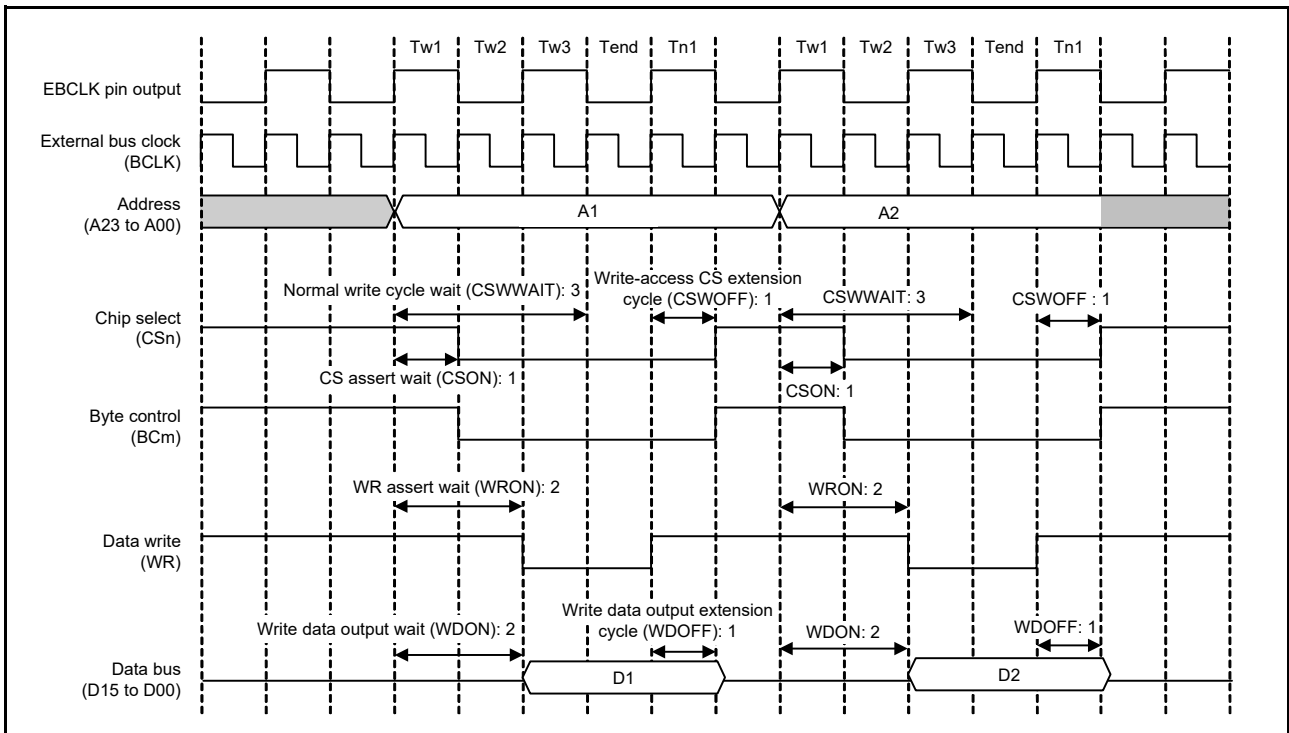 Tw1 Tw2 Tw3 Tend Tn1 Tw1 Tw2 Tw3 Tend Tn1
EBCLK pin output
External bus clock
(BCLK)
Address
(A23 to A00)
A1 A2
Normal write cycle wait (CSWWAIT): 3
Write-access CS extension
cycle (CSWOFF): 1
CSWWAIT: 3
CSWOFF : 1
Chip select
(CSn)
CS assert wait (CSON): 1
CSON: 1
Byte control
(BCm)
WR assert wait (WRON): 2
WRON: 2
Data write
(WR)
Write data output wait (WDON): 2
Write data output extension
cycle (WDOFF): 1
WDON: 2
WDOFF: 1
Data bus
(D15 to D00)
D1 D2